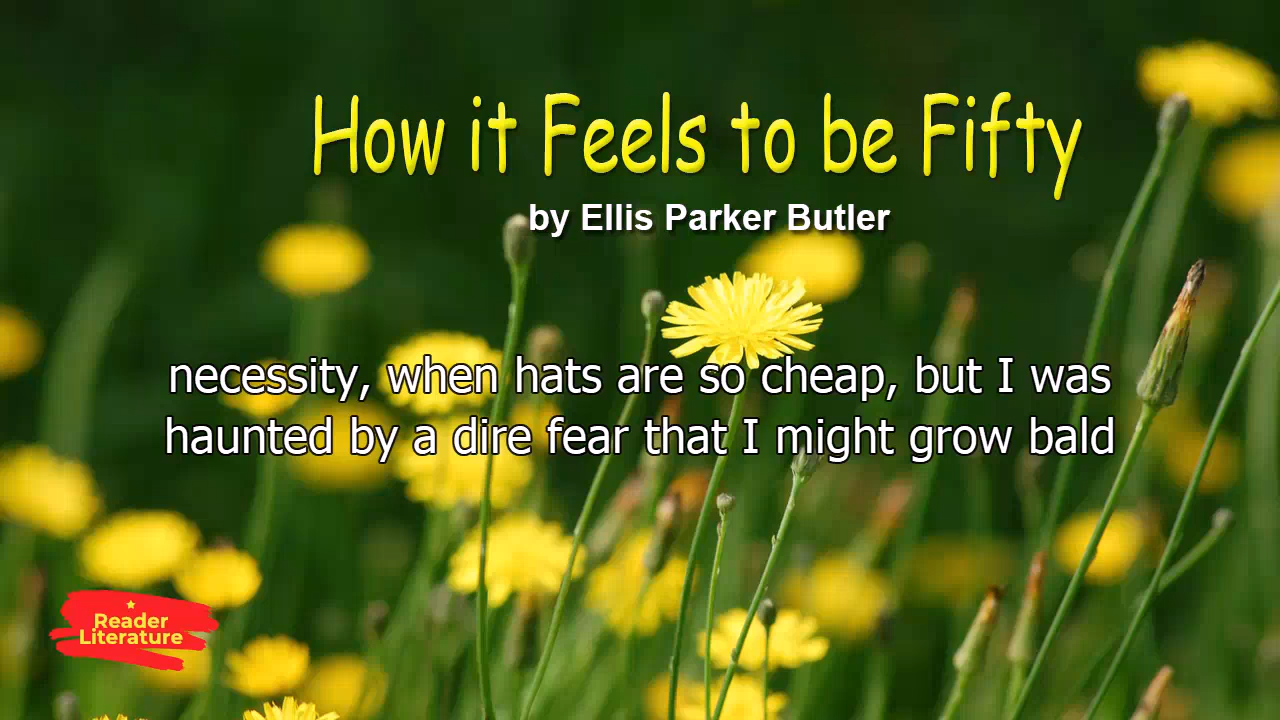 How it Feels to be Fifty
by Ellis Parker Butler
necessity, when hats are so cheap, but I was
haunted by a dire fear that I might grow bald
Reader
Literature